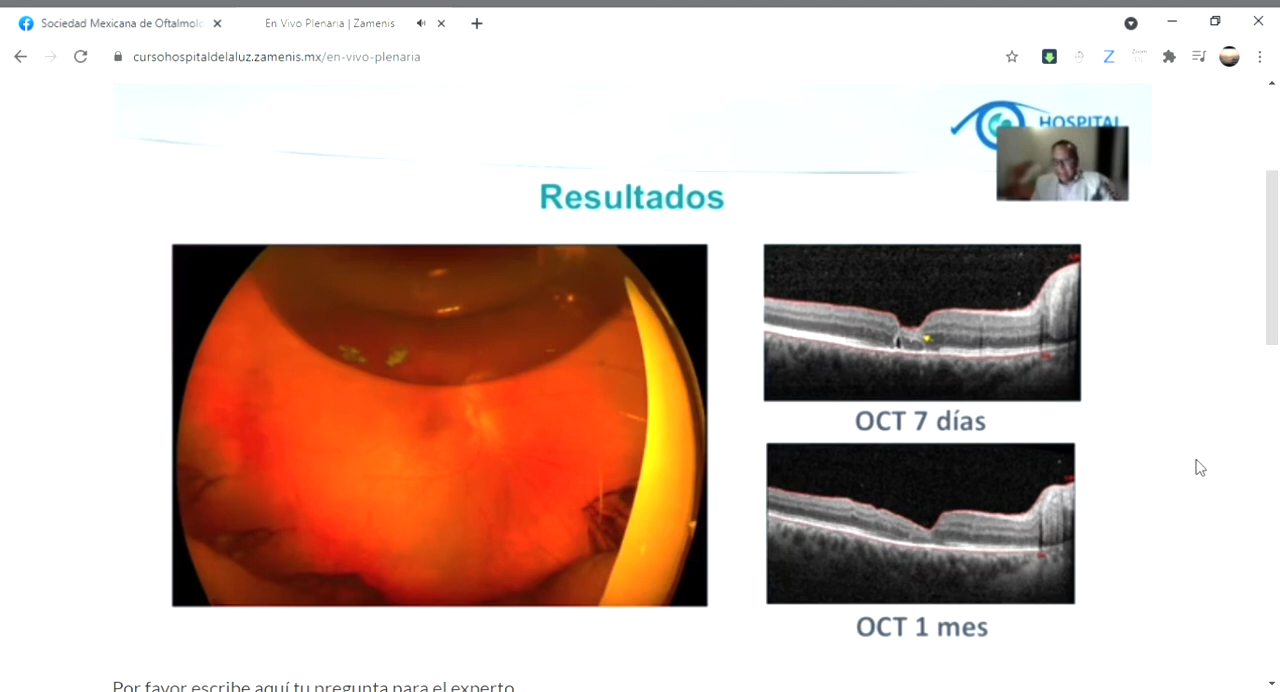 Sociedad Mexicana de Oftalmolo
En Vivo Plenaria | Zamenis
cursohospitaldelaluz.zamenis.mx/en-vivo-plenaria
HOSPITAL
Resultados
OCT 7 días
OCT 1 mes
Por favor escribe aquí tu pregunta para el experto